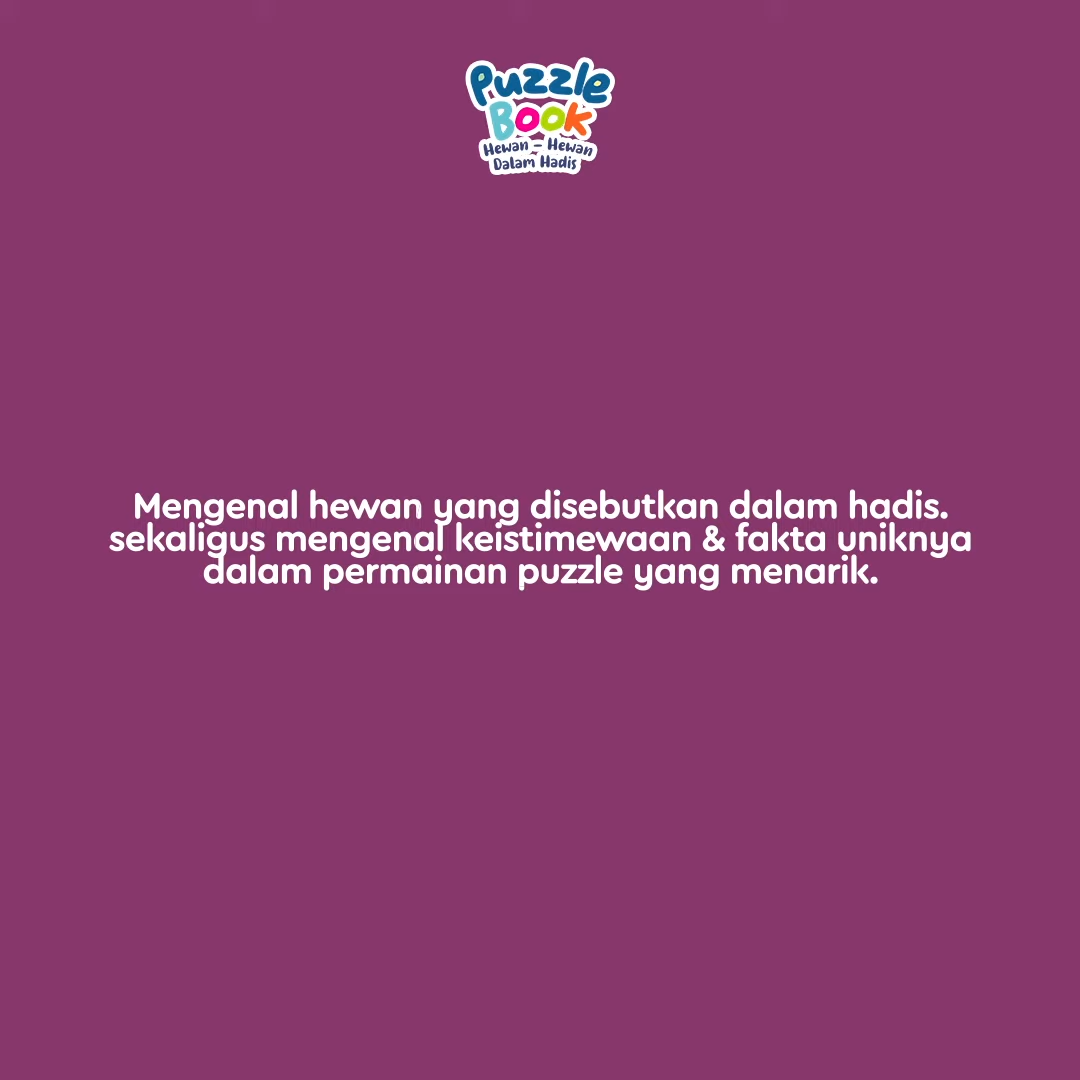 Puzzle
Book
Hewan - Hewan
Dalam Hadis
Mengenal hewan yang disebutkan dalam hadis.
sekaligus mengenal keistimewaan & fakta uniknya
dalam permainan puzzle yang menarik.